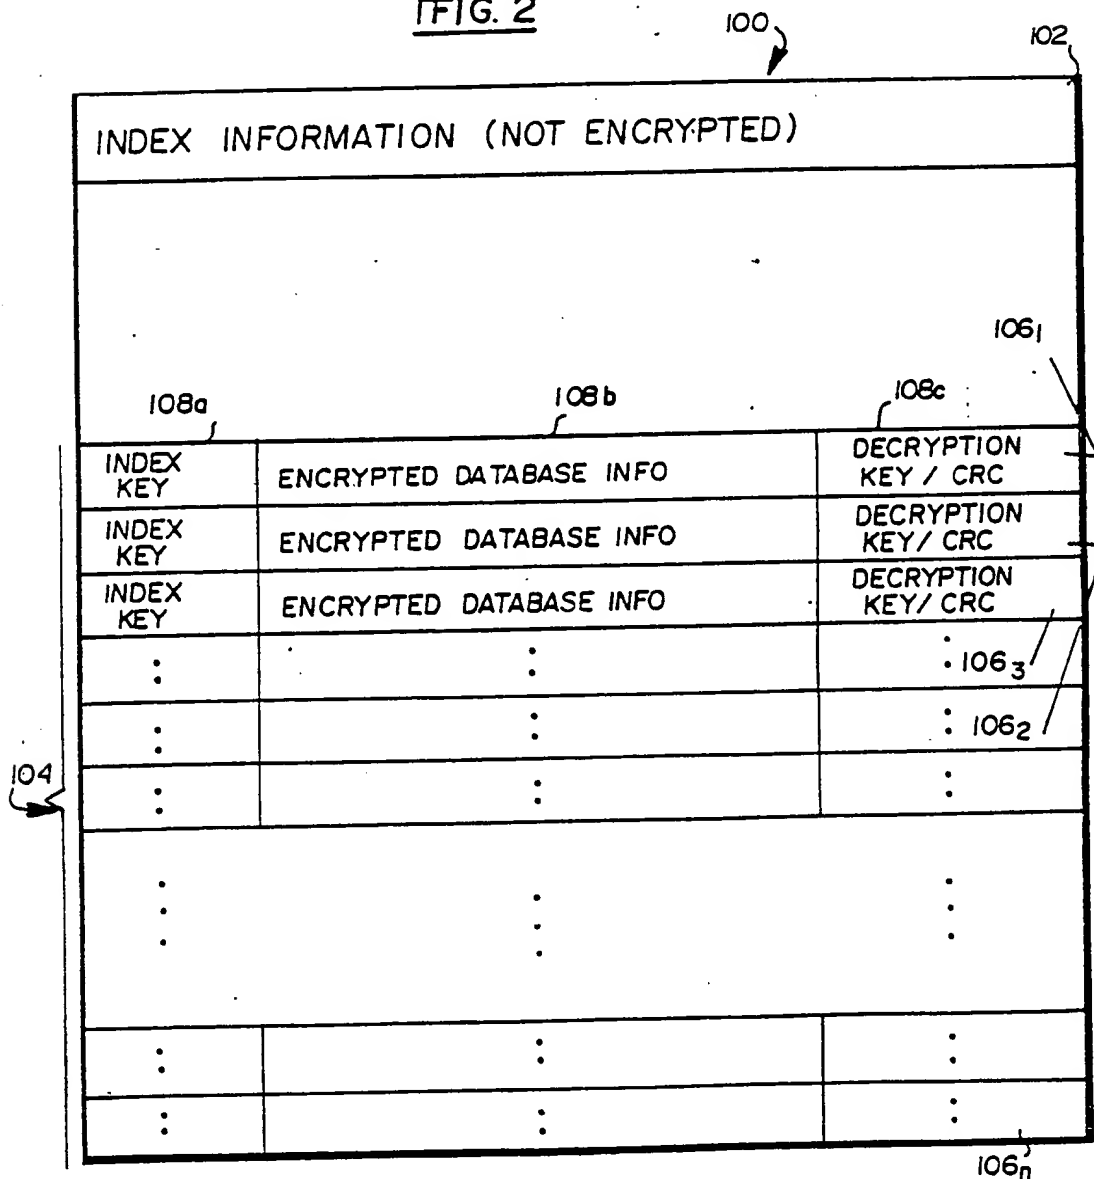 FIG. 2
100
102
INDEX INFORMATION (NOT ENCRYPTED)
106₁
108a
108b
108c
INDEX KEY
ENCRYPTED DATABASE INFO
DECRYPTION KEY / CRC
INDEX KEY
ENCRYPTED DATABASE INFO
DECRYPTION KEY/ CRC
INDEX KEY
ENCRYPTED DATABASE INFO
DECRYPTION KEY/ CRC
106₃
106₂
104
106n